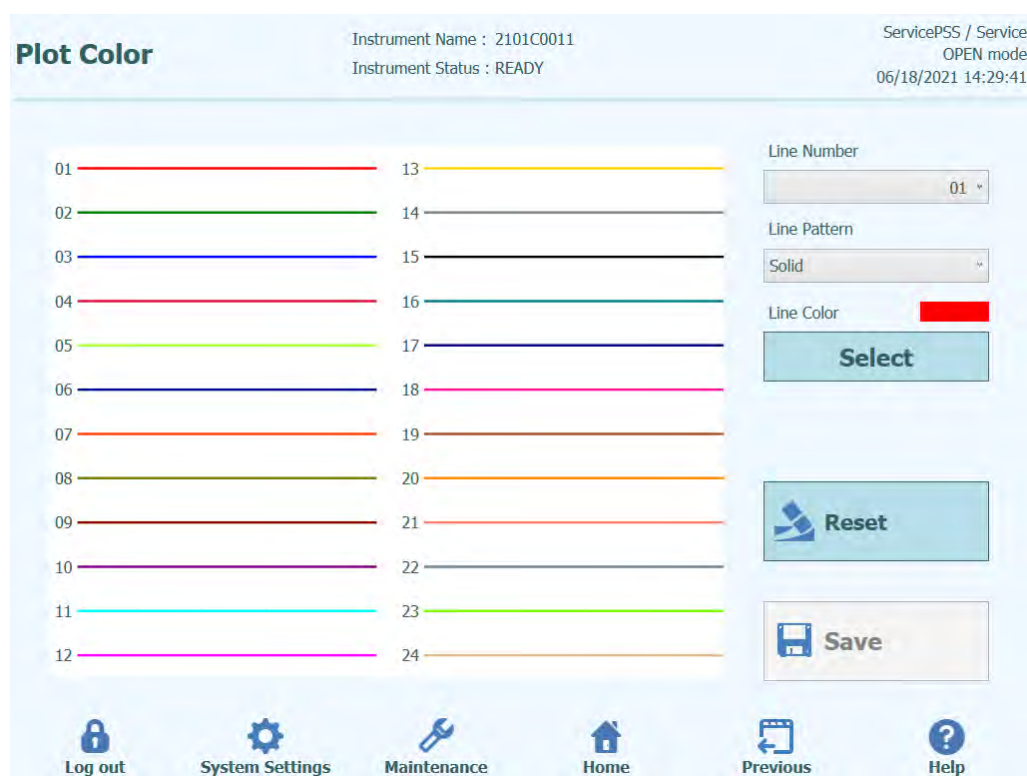 Plot Color
Instrument Name : 2101C0011
Instrument Status : READY
ServicePSS / Service
OPEN mode
06/18/2021 14:29:41
01
02
03
04
05
06
07
08
09
10
11
12
13
14
15
16
17
18
19
20
21
22
23
24
Line Number
01
Line Pattern
Solid
Line Color
Select
Reset
Save
Log out
System Settings
Maintenance
Home
Previous
Help